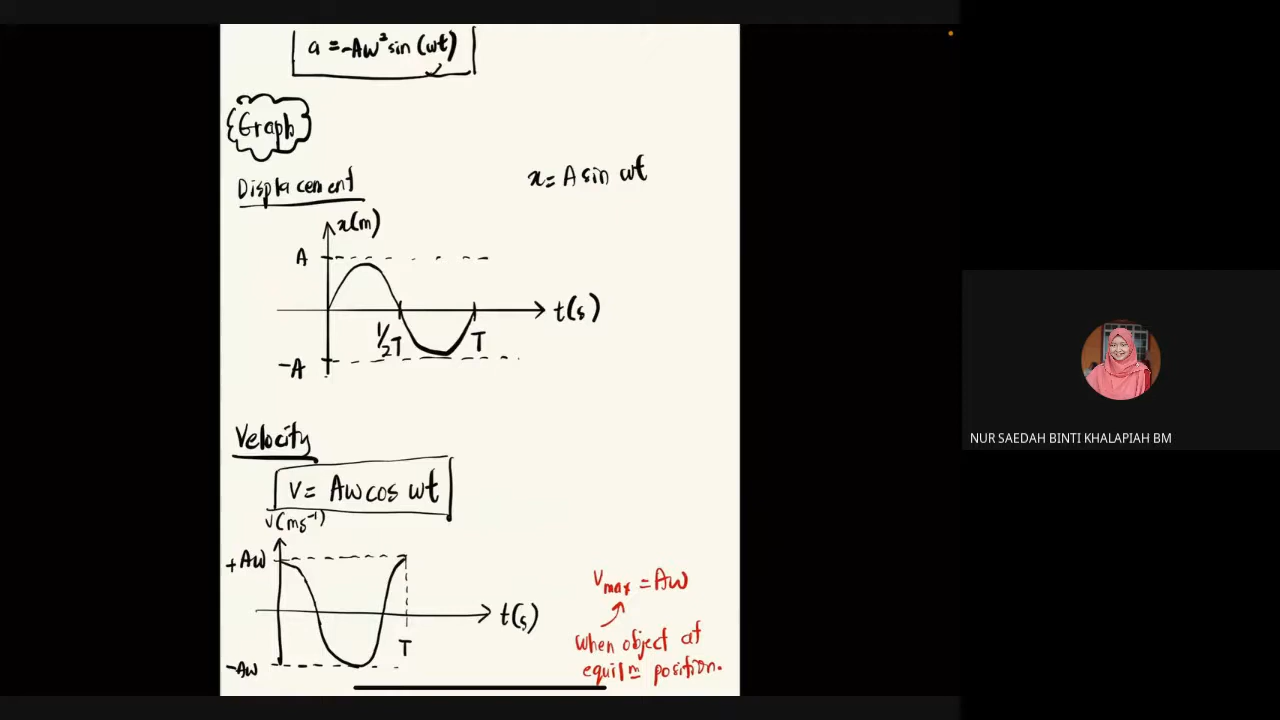 a = -Aω² sin (ωt)
Graph
Displacement
x = A sin ωt
x(m)
A
t(s)
1/2T
T
-A
Velocity
V = Aω cos ωt
v(ms⁻¹)
+Aω
t(s)
T
-Aω
Vmax = Aω
when object at
equilm position.
NUR SAEDAH BINTI KHALAPIAH BM